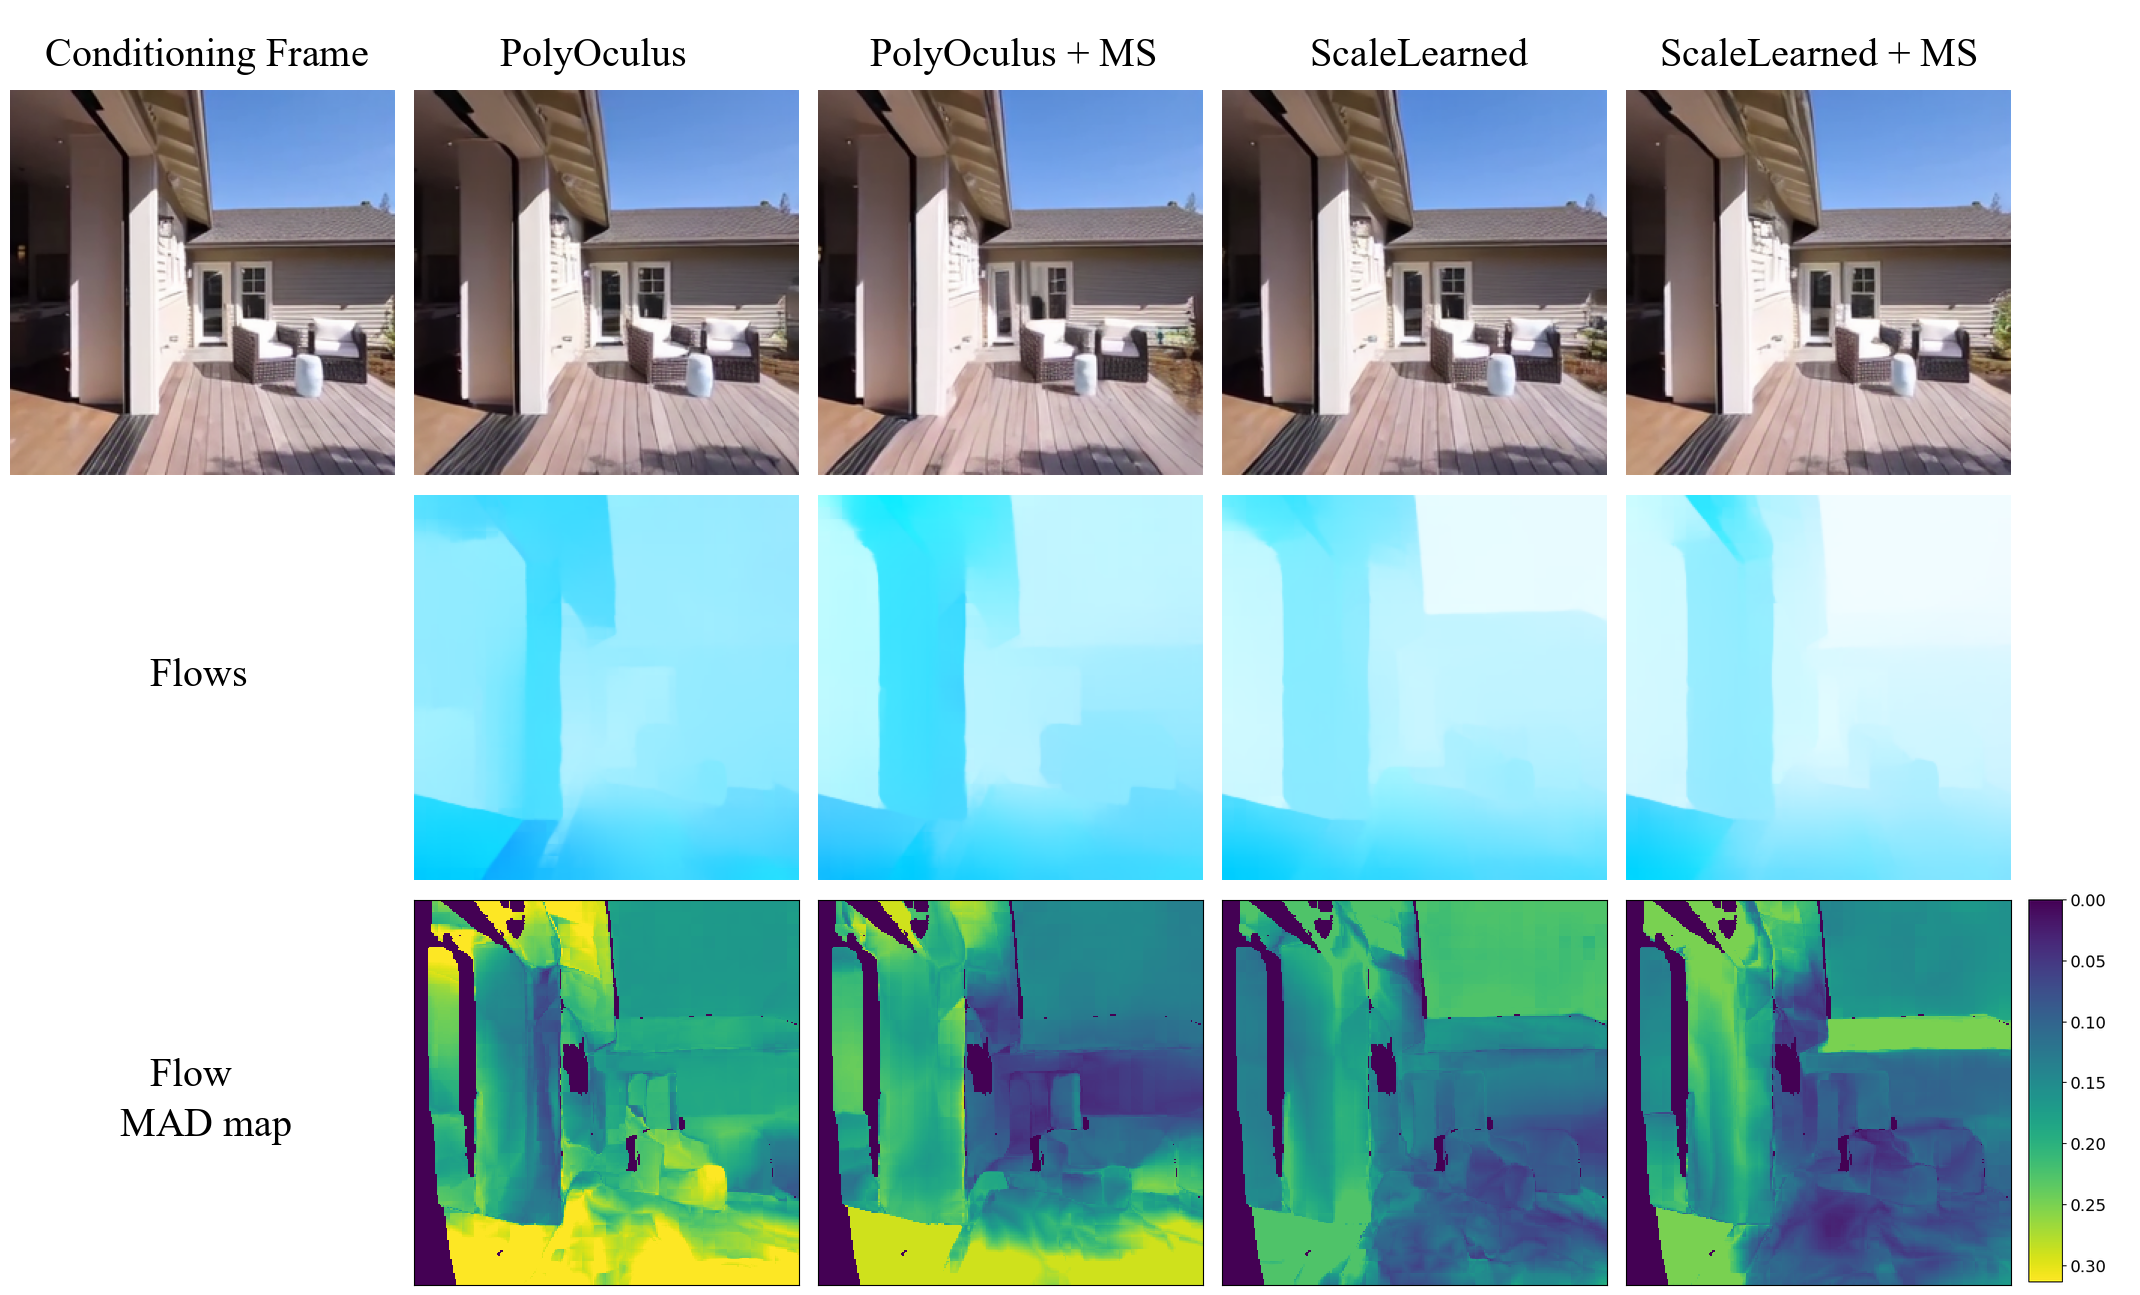 Conditioning Frame
PolyOculus
PolyOculus + MS
ScaleLearned
ScaleLearned + MS
Flows
Flow
MAD map
0.00
0.05
0.10
0.15
0.20
0.25
0.30